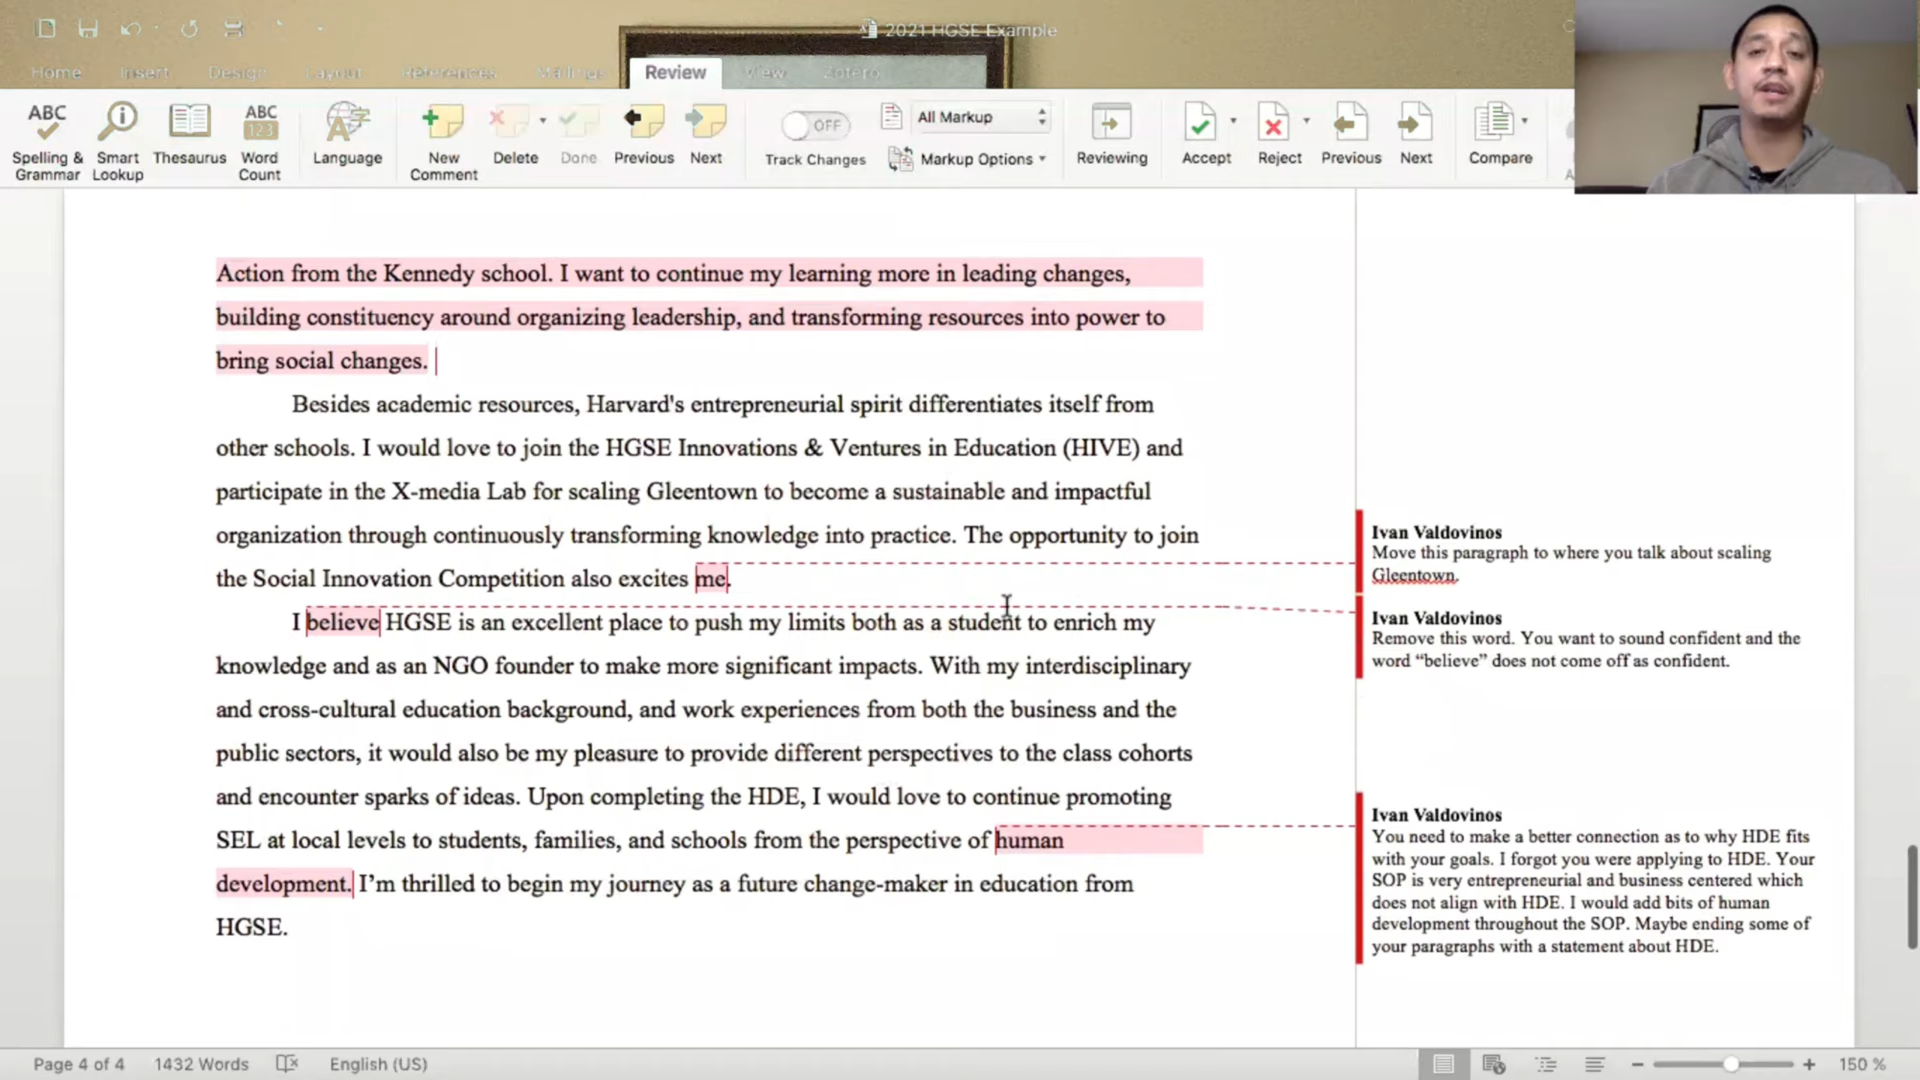 2021 HGSE Example
Home Insert Design Layout References Mailings Review View Zotero
ABC ABC 123 OFF All Markup
Spelling & Grammar Smart Lookup Thesaurus Word Count Language New Comment Delete Done Previous Next Track Changes Markup Options Reviewing Accept Reject Previous Next Compare
Action from the Kennedy school. I want to continue my learning more in leading changes,
building constituency around organizing leadership, and transforming resources into power to
bring social changes.
Besides academic resources, Harvard's entrepreneurial spirit differentiates itself from
other schools. I would love to join the HGSE Innovations & Ventures in Education (HIVE) and
participate in the X-media Lab for scaling Gleentown to become a sustainable and impactful
organization through continuously transforming knowledge into practice. The opportunity to join
the Social Innovation Competition also excites me.
I believe HGSE is an excellent place to push my limits both as a student to enrich my
knowledge and as an NGO founder to make more significant impacts. With my interdisciplinary
and cross-cultural education background, and work experiences from both the business and the
public sectors, it would also be my pleasure to provide different perspectives to the class cohorts
and encounter sparks of ideas. Upon completing the HDE, I would love to continue promoting
SEL at local levels to students, families, and schools from the perspective of human
development. I’m thrilled to begin my journey as a future change-maker in education from
HGSE.
Ivan Valdovinos
Move this paragraph to where you talk about scaling
Gleentown.
Ivan Valdovinos
Remove this word. You want to sound confident and the
word “believe” does not come off as confident.
Ivan Valdovinos
You need to make a better connection as to why HDE fits
with your goals. I forgot you were applying to HDE. Your
SOP is very entrepreneurial and business centered which
does not align with HDE. I would add bits of human
development throughout the SOP. Maybe ending some of
your paragraphs with a statement about HDE.
Page 4 of 4 1432 Words English (US) 150 %